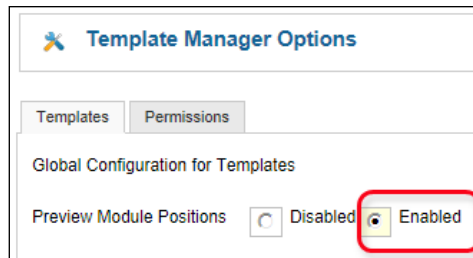 Template Manager Options
Templates Permissions
Global Configuration for Templates
Preview Module Positions Disabled Enabled